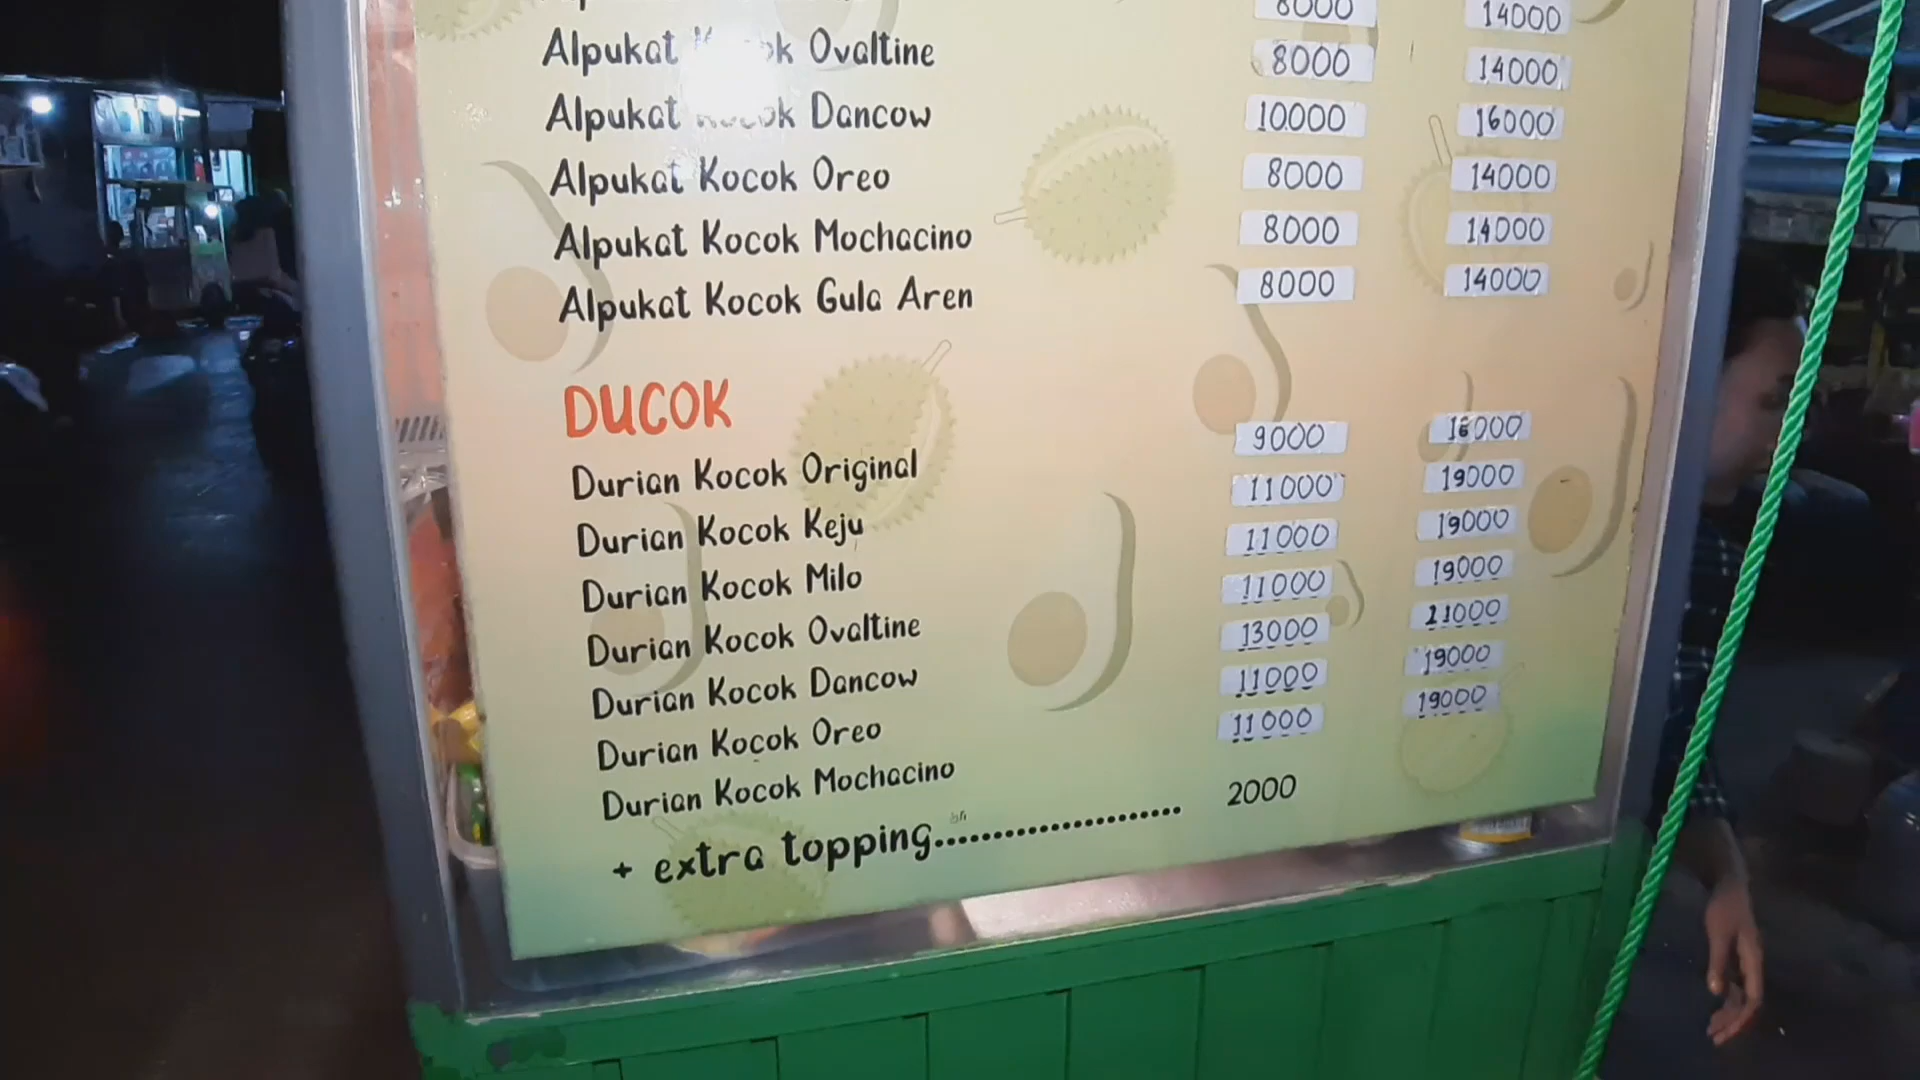 8000 14000
Alpukat Ovaltine 8000 14000
Alpukat Dancow 10000 16000
Alpukat Kocok Oreo 8000 14000
Alpukat Kocok Mochacino 8000 14000
Alpukat Kocok Gula Aren 8000 14000
DUCOK
Durian Kocok Original 9000 16000
Durian Kocok Keju 11000 19000
Durian Kocok Milo 11000 19000
Durian Kocok Ovaltine 11000 19000
Durian Kocok Dancow 13000 21000
Durian Kocok Oreo 11000 19000
Durian Kocok Mochacino 11000 19000
+ extra topping...................... 2000